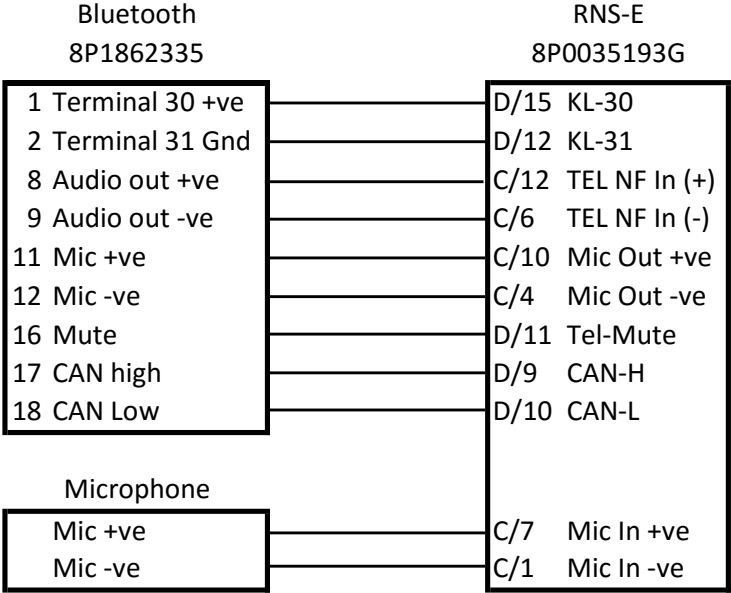 Bluetooth RNS-E
8P1862335 8P0035193G
1 Terminal 30 +ve D/15 KL-30
2 Terminal 31 Gnd D/12 KL-31
8 Audio out +ve C/12 TEL NF In (+)
9 Audio out -ve C/6 TEL NF In (-)
11 Mic +ve C/10 Mic Out +ve
12 Mic -ve C/4 Mic Out -ve
16 Mute D/11 Tel-Mute
17 CAN high D/9 CAN-H
18 CAN Low D/10 CAN-L
Microphone
Mic +ve C/7 Mic In +ve
Mic -ve C/1 Mic In -ve